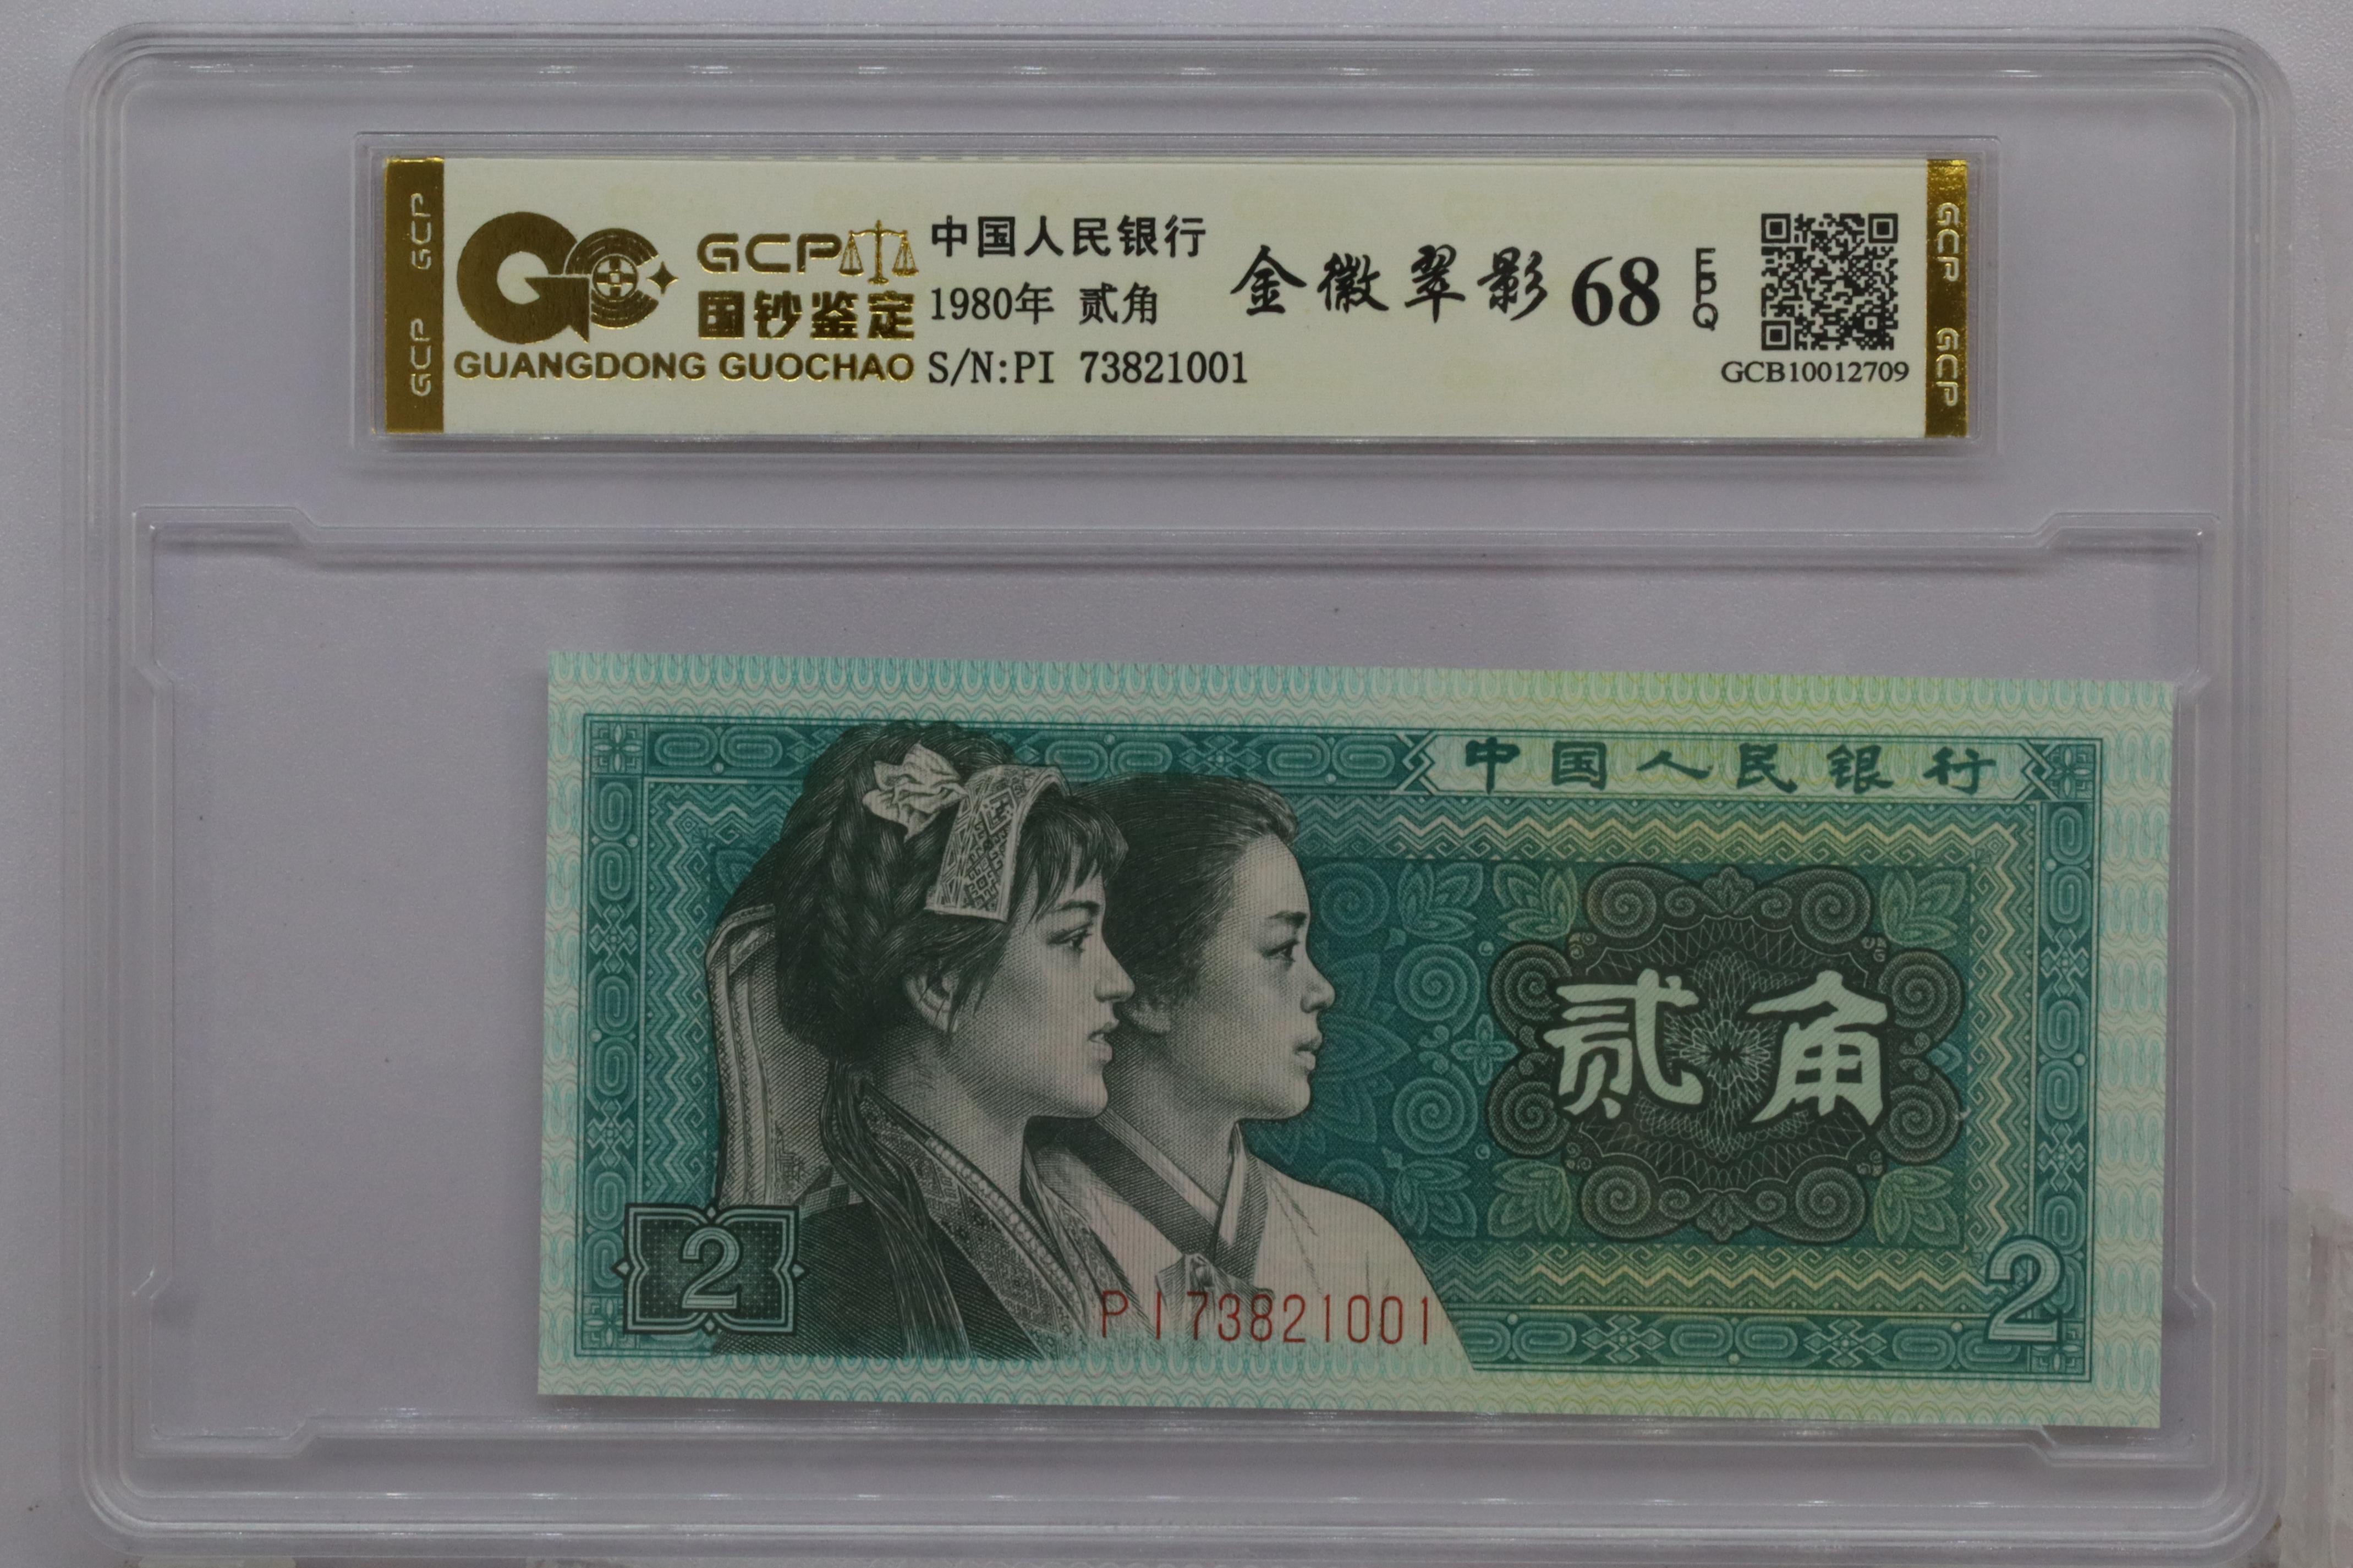 GCP GCP
GCP
国钞鉴定
GUANGDONG GUOCHAO
中国人民银行
1980年 贰角
S/N:PI 73821001
金徽翠影 68
EPQ
GCB10012709
GCP GCP
中国人民银行
贰角
2
PI73821001
2